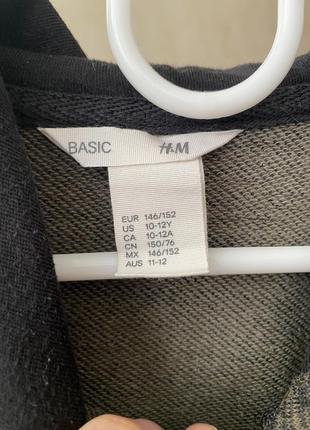 BASIC H&M
EUR 146/152
US 10-12Y
CA 10-12A
CN 150/76
MX 146/152
AUS 11-12